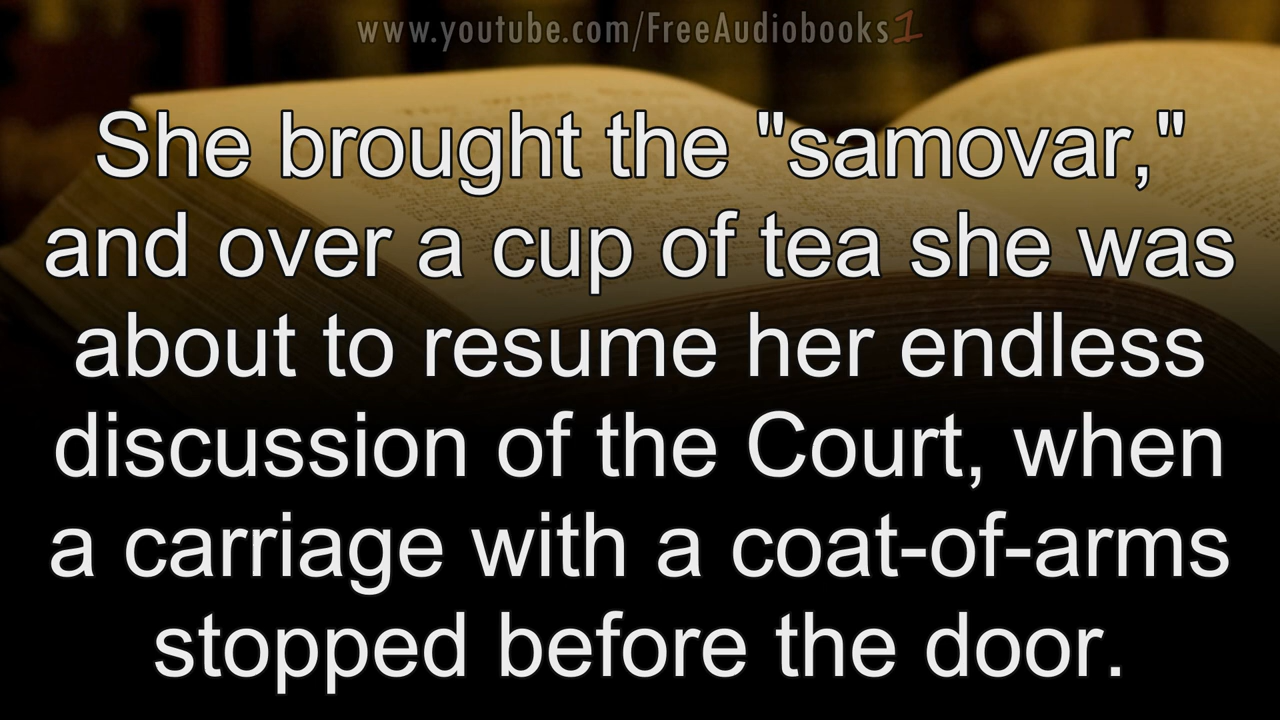 www.youtube.com/FreeAudiobooks1
She brought the "samovar,"
and over a cup of tea she was
about to resume her endless
discussion of the Court, when
a carriage with a coat-of-arms
stopped before the door.